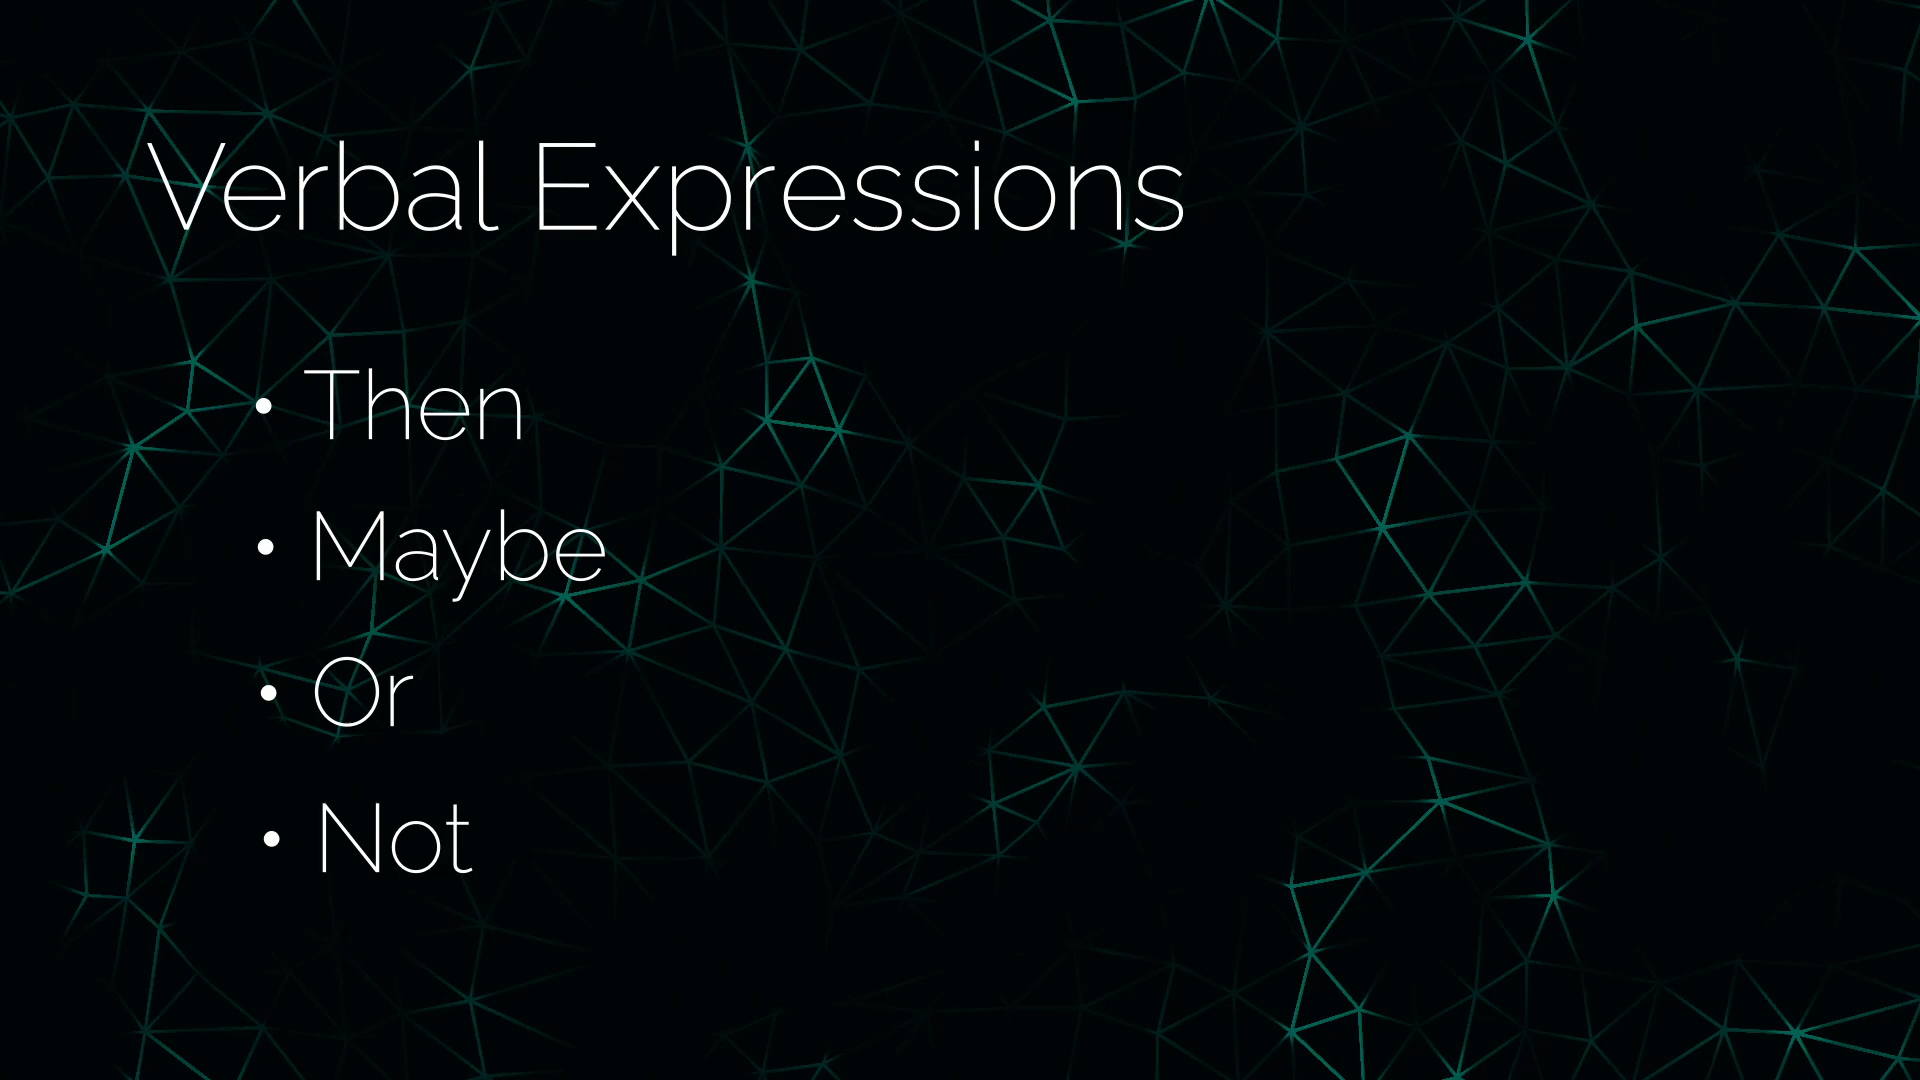 Verbal Expressions
• Then
• Maybe
• Or
• Not